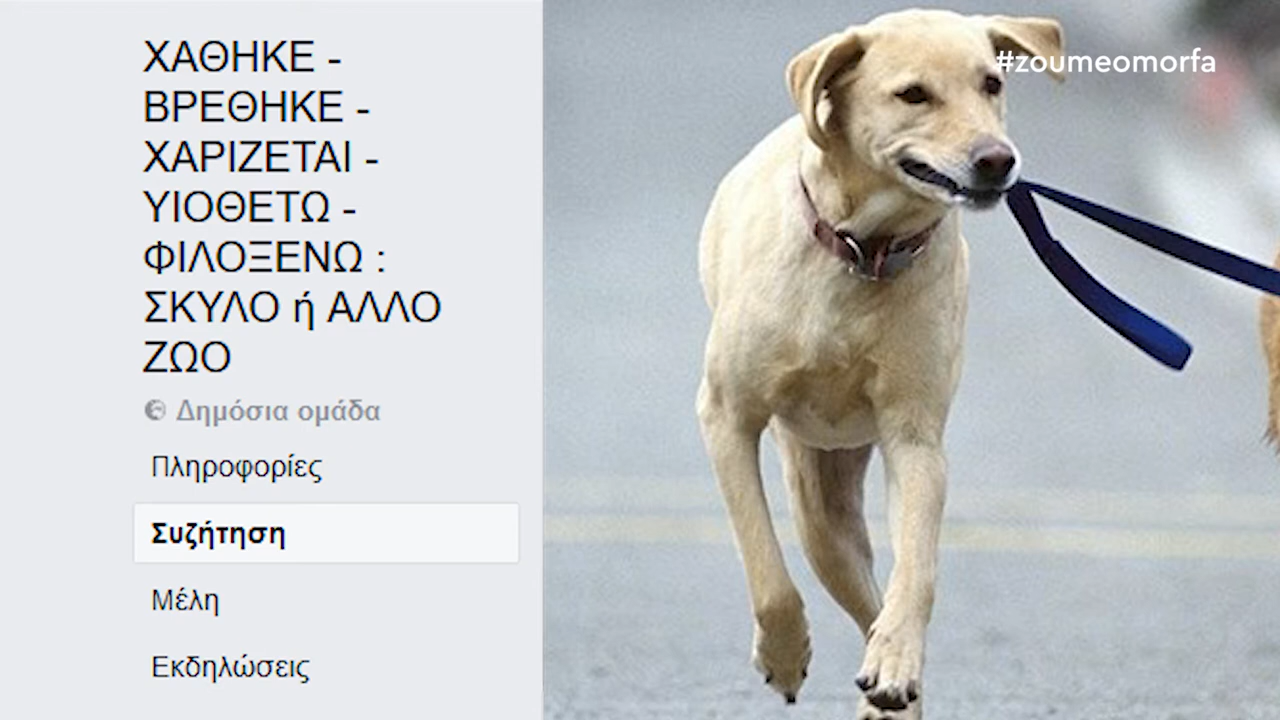 ΧΑΘΗΚΕ -
ΒΡΕΘΗΚΕ -
ΧΑΡΙΖΕΤΑΙ -
ΥΙΟΘΕΤΩ -
ΦΙΛΟΞΕΝΩ :
ΣΚΥΛΟ ή ΑΛΛΟ
ΖΩΟ
Δημόσια ομάδα
Πληροφορίες
Συζήτηση
Μέλη
Εκδηλώσεις
#zoumeomorfa